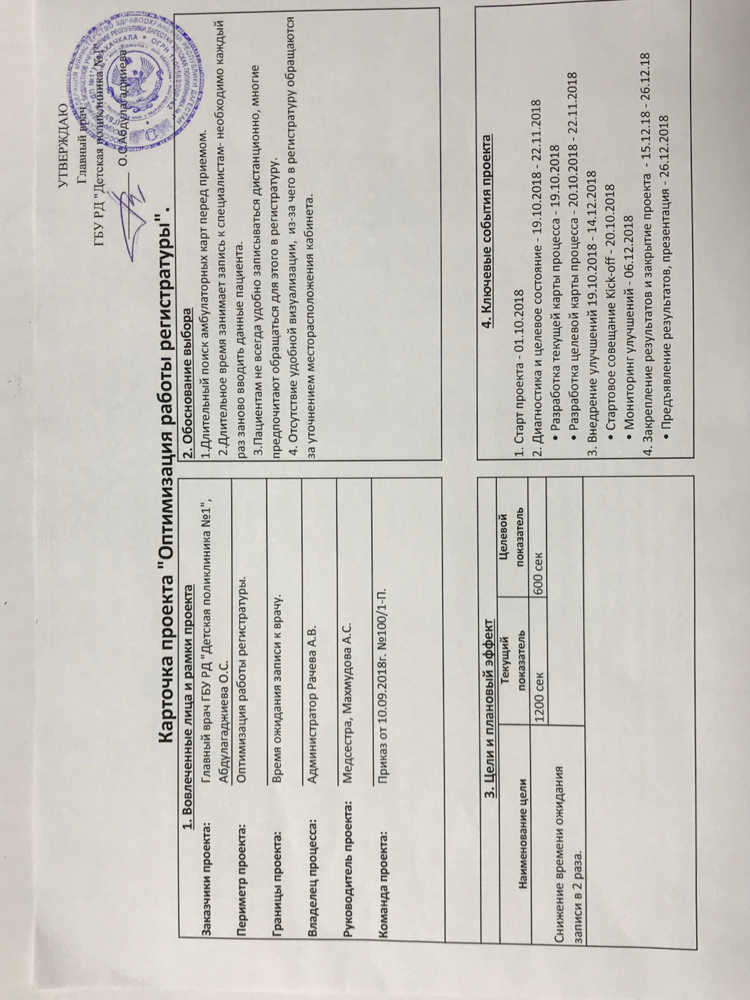 УТВЕРЖДАЮ
Главный врач
ГБУ РД "Детская поликлиника №1"
О.С.Абдулагаджиева
Карточка проекта "Оптимизация работы регистратуры".
1. Вовлеченные лица и рамки проекта
Заказчики проекта: Главный врач ГБУ РД "Детская поликлиника №1",
Абдулагаджиева О.С.
Периметр проекта: Оптимизация работы регистратуры.
Границы проекта: Время ожидания записи к врачу.
Владелец процесса: Администратор Рачева А.В.
Руководитель проекта: Медсестра, Махмудова А.С.
Команда проекта: Приказ от 10.09.2018г. №100/1-П.
2. Обоснование выбора
1.Длительный поиск амбулаторных карт перед приемом.
2.Длительное время занимает запись к специалистам- необходимо каждый
раз заново вводить данные пациента.
3.Пациентам не всегда удобно записываться дистанционно, многие
предпочитают обращаться для этого в регистратуру.
4. Отсутствие удобной визуализации, из-за чего в регистратуру обращаются
за уточнением месторасположения кабинета.
3. Цели и плановый эффект
Наименование цели
Текущий
показатель
Целевой
показатель
1200 сек
600 сек
Снижение времени ожидания
записи в 2 раза.
4. Ключевые события проекта
1. Старт проекта - 01.10.2018
2. Диагностика и целевое состояние - 19.10.2018 - 22.11.2018
• Разработка текущей карты процесса - 19.10.2018
• Разработка целевой карты процесса - 20.10.2018 - 22.11.2018
3. Внедрение улучшений 19.10.2018 - 14.12.2018
• Стартовое совещание Kick-off - 20.10.2018
• Мониторинг улучшений - 06.12.2018
4. Закрепление результатов и закрытие проекта - 15.12.18 - 26.12.18
• Предъявление результатов, презентация - 26.12.2018